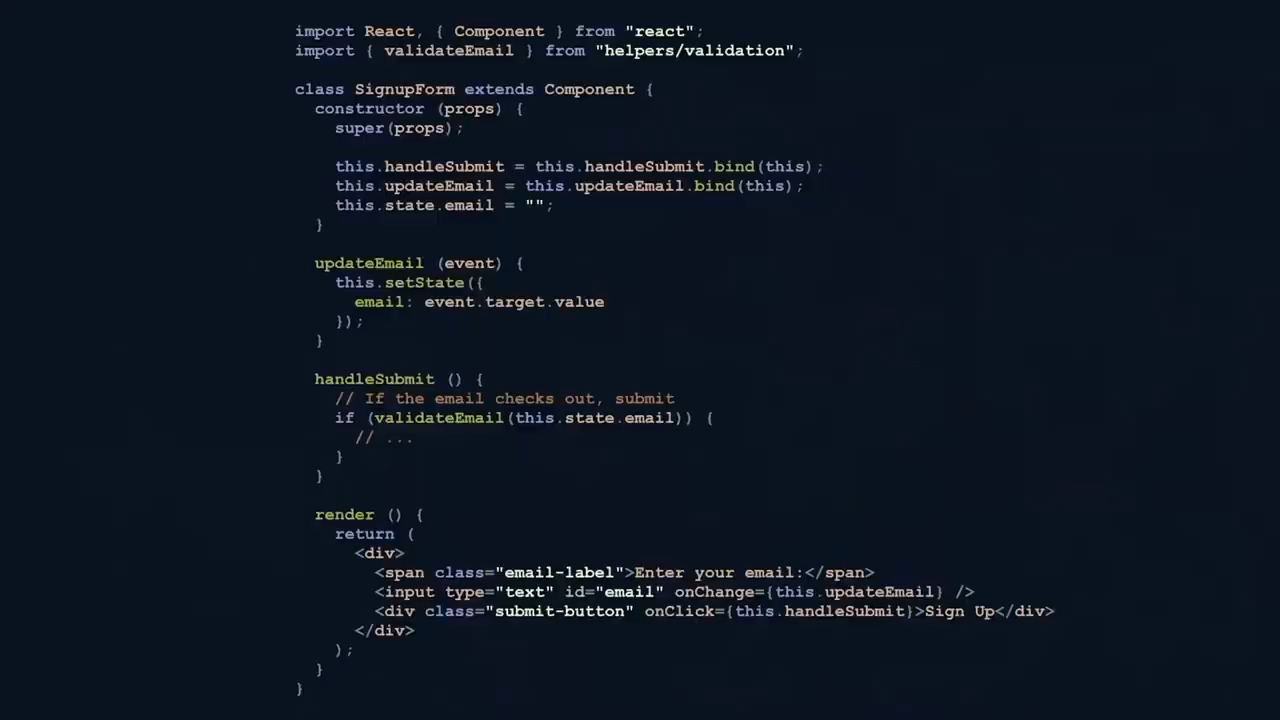 import React, { Component } from "react";
import { validateEmail } from "helpers/validation";
class SignupForm extends Component {
constructor (props) {
super(props);
this.handleSubmit = this.handleSubmit.bind(this);
this.updateEmail = this.updateEmail.bind(this);
this.state.email = "";
}
updateEmail (event) {
this.setState({
email: event.target.value
});
}
handleSubmit () {
// If the email checks out, submit
if (validateEmail(this.state.email)) {
// ...
}
}
render () {
return (
<div>
<span class="email-label">Enter your email:</span>
<input type="text" id="email" onChange={this.updateEmail} />
<div class="submit-button" onClick={this.handleSubmit}>Sign Up</div>
</div>
);
}
}